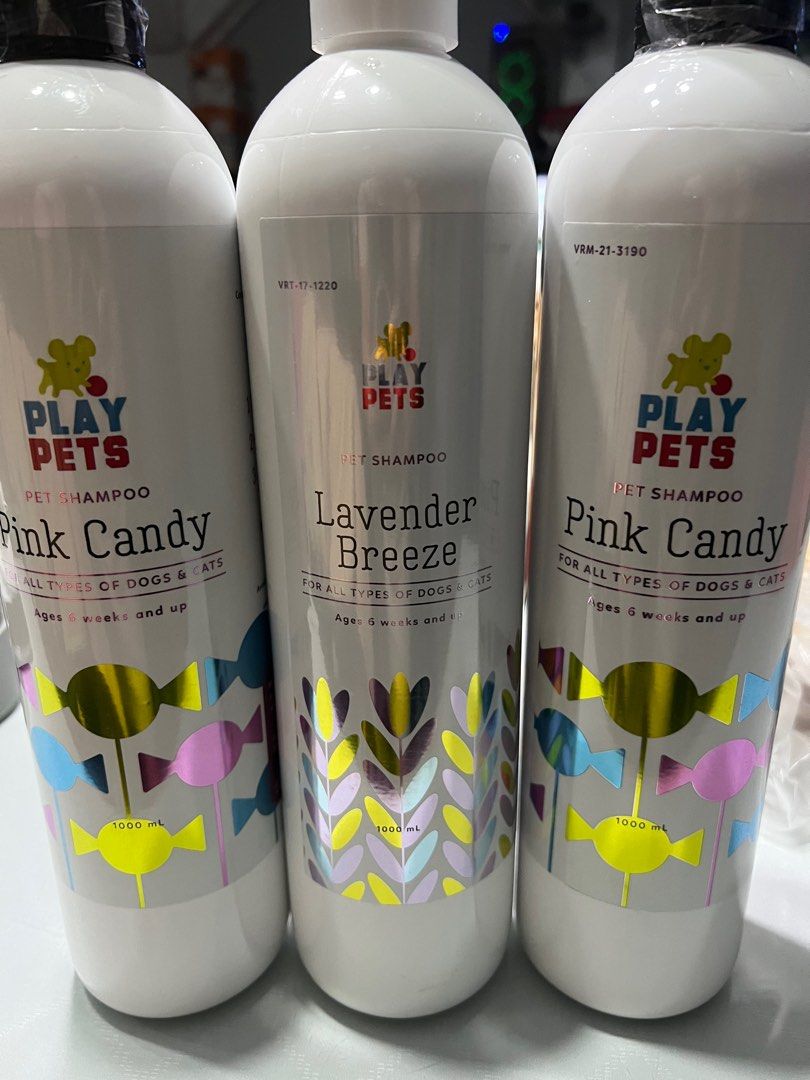 PLAY
PETS
PET SHAMPOO
Pink Candy
FOR ALL TYPES OF DOGS & CATS
Ages 6 weeks and up
1000 mL
VRT-17-1220
PLAY
PETS
PET SHAMPOO
Lavender
Breeze
FOR ALL TYPES OF DOGS & CATS
Ages 6 weeks and up
1000 mL
VRM-21-3190
PLAY
PETS
PET SHAMPOO
Pink Candy
FOR ALL TYPES OF DOGS & CATS
Ages 6 weeks and up
1000 mL